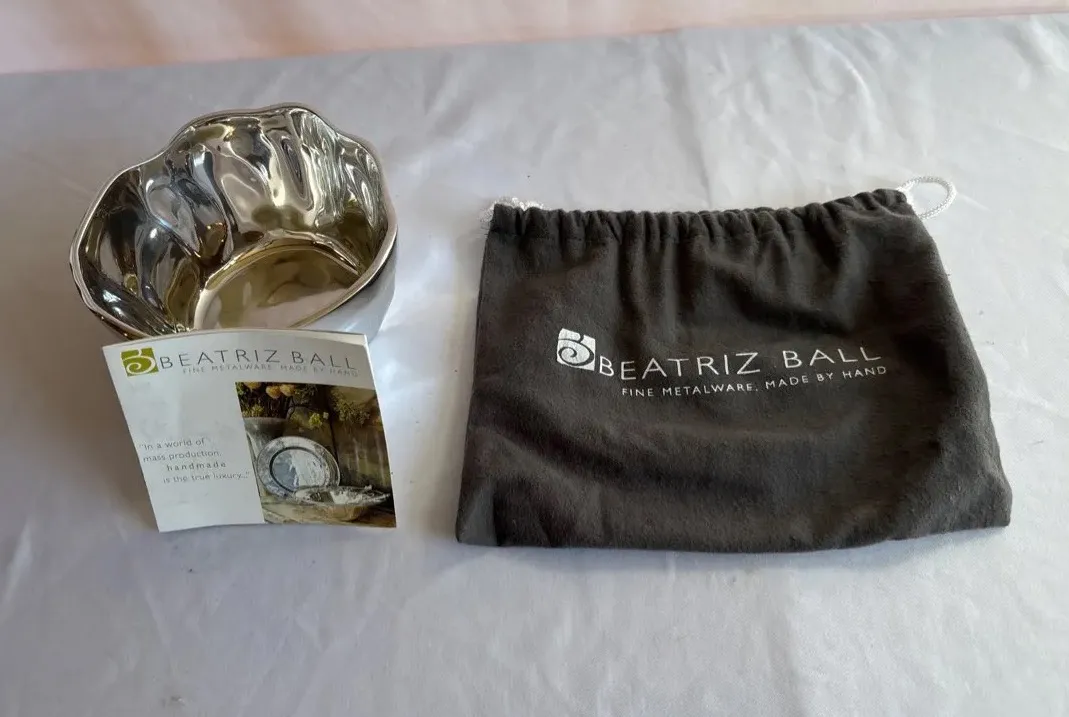 BEATRIZ BALL
FINE METALWARE, MADE BY HAND
"In a world of
mass production,
handmade
is the true luxury..."
BEATRIZ BALL
FINE METALWARE, MADE BY HAND